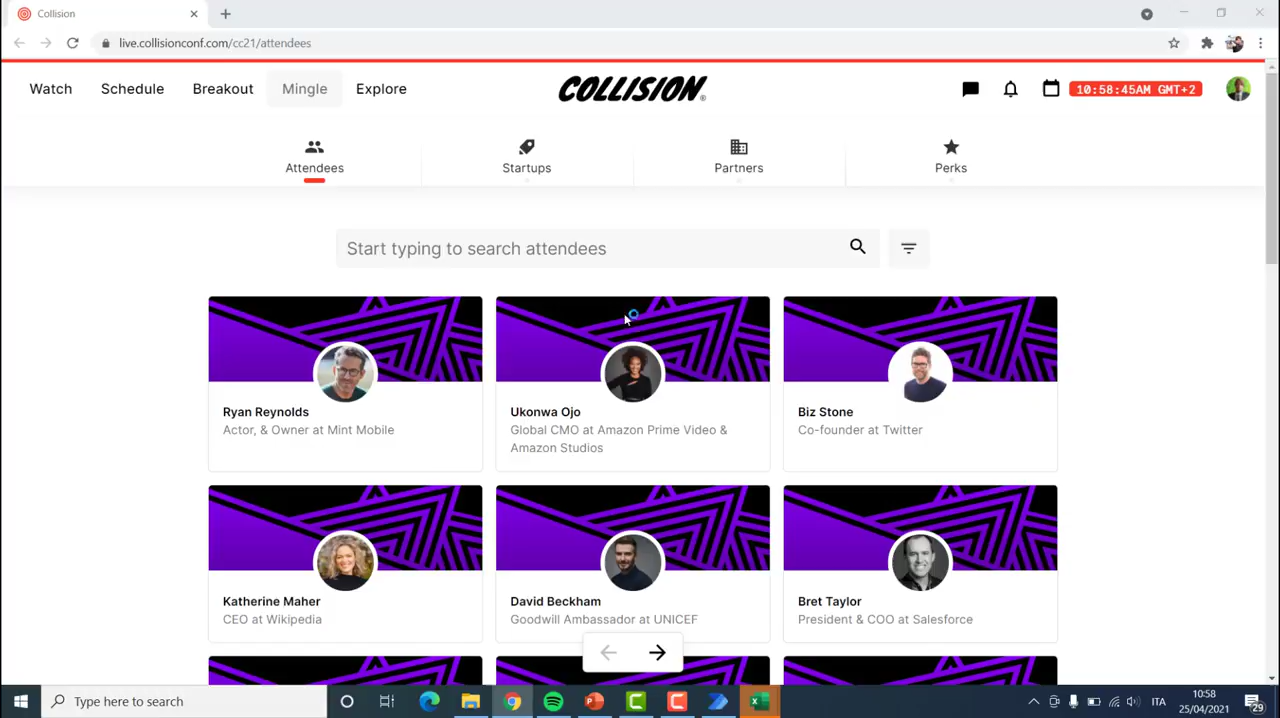 Collision
live.collisionconf.com/cc21/attendees
Watch
Schedule
Breakout
Mingle
Explore
COLLISION
10:58:45AM GMT+2
Attendees
Startups
Partners
Perks
Start typing to search attendees
Ryan Reynolds
Actor, & Owner at Mint Mobile
Ukonwa Ojo
Global CMO at Amazon Prime Video &
Amazon Studios
Biz Stone
Co-founder at Twitter
Katherine Maher
CEO at Wikipedia
David Beckham
Goodwill Ambassador at UNICEF
Bret Taylor
President & COO at Salesforce
Type here to search
ITA
10:58
25/04/2021
29